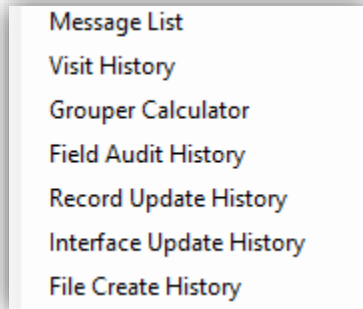 Message List
Visit History
Grouper Calculator
Field Audit History
Record Update History
Interface Update History
File Create History